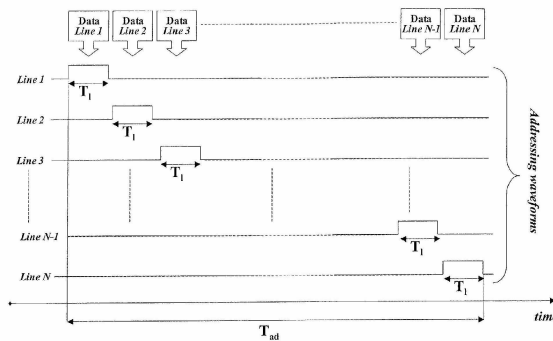 Data Line 1
Data Line 2
Data Line 3
Data Line N-1
Data Line N
Line 1
T1
Line 2
T1
Line 3
T1
Line N-1
T1
Line N
T1
Addressing waveforms
time
Tad